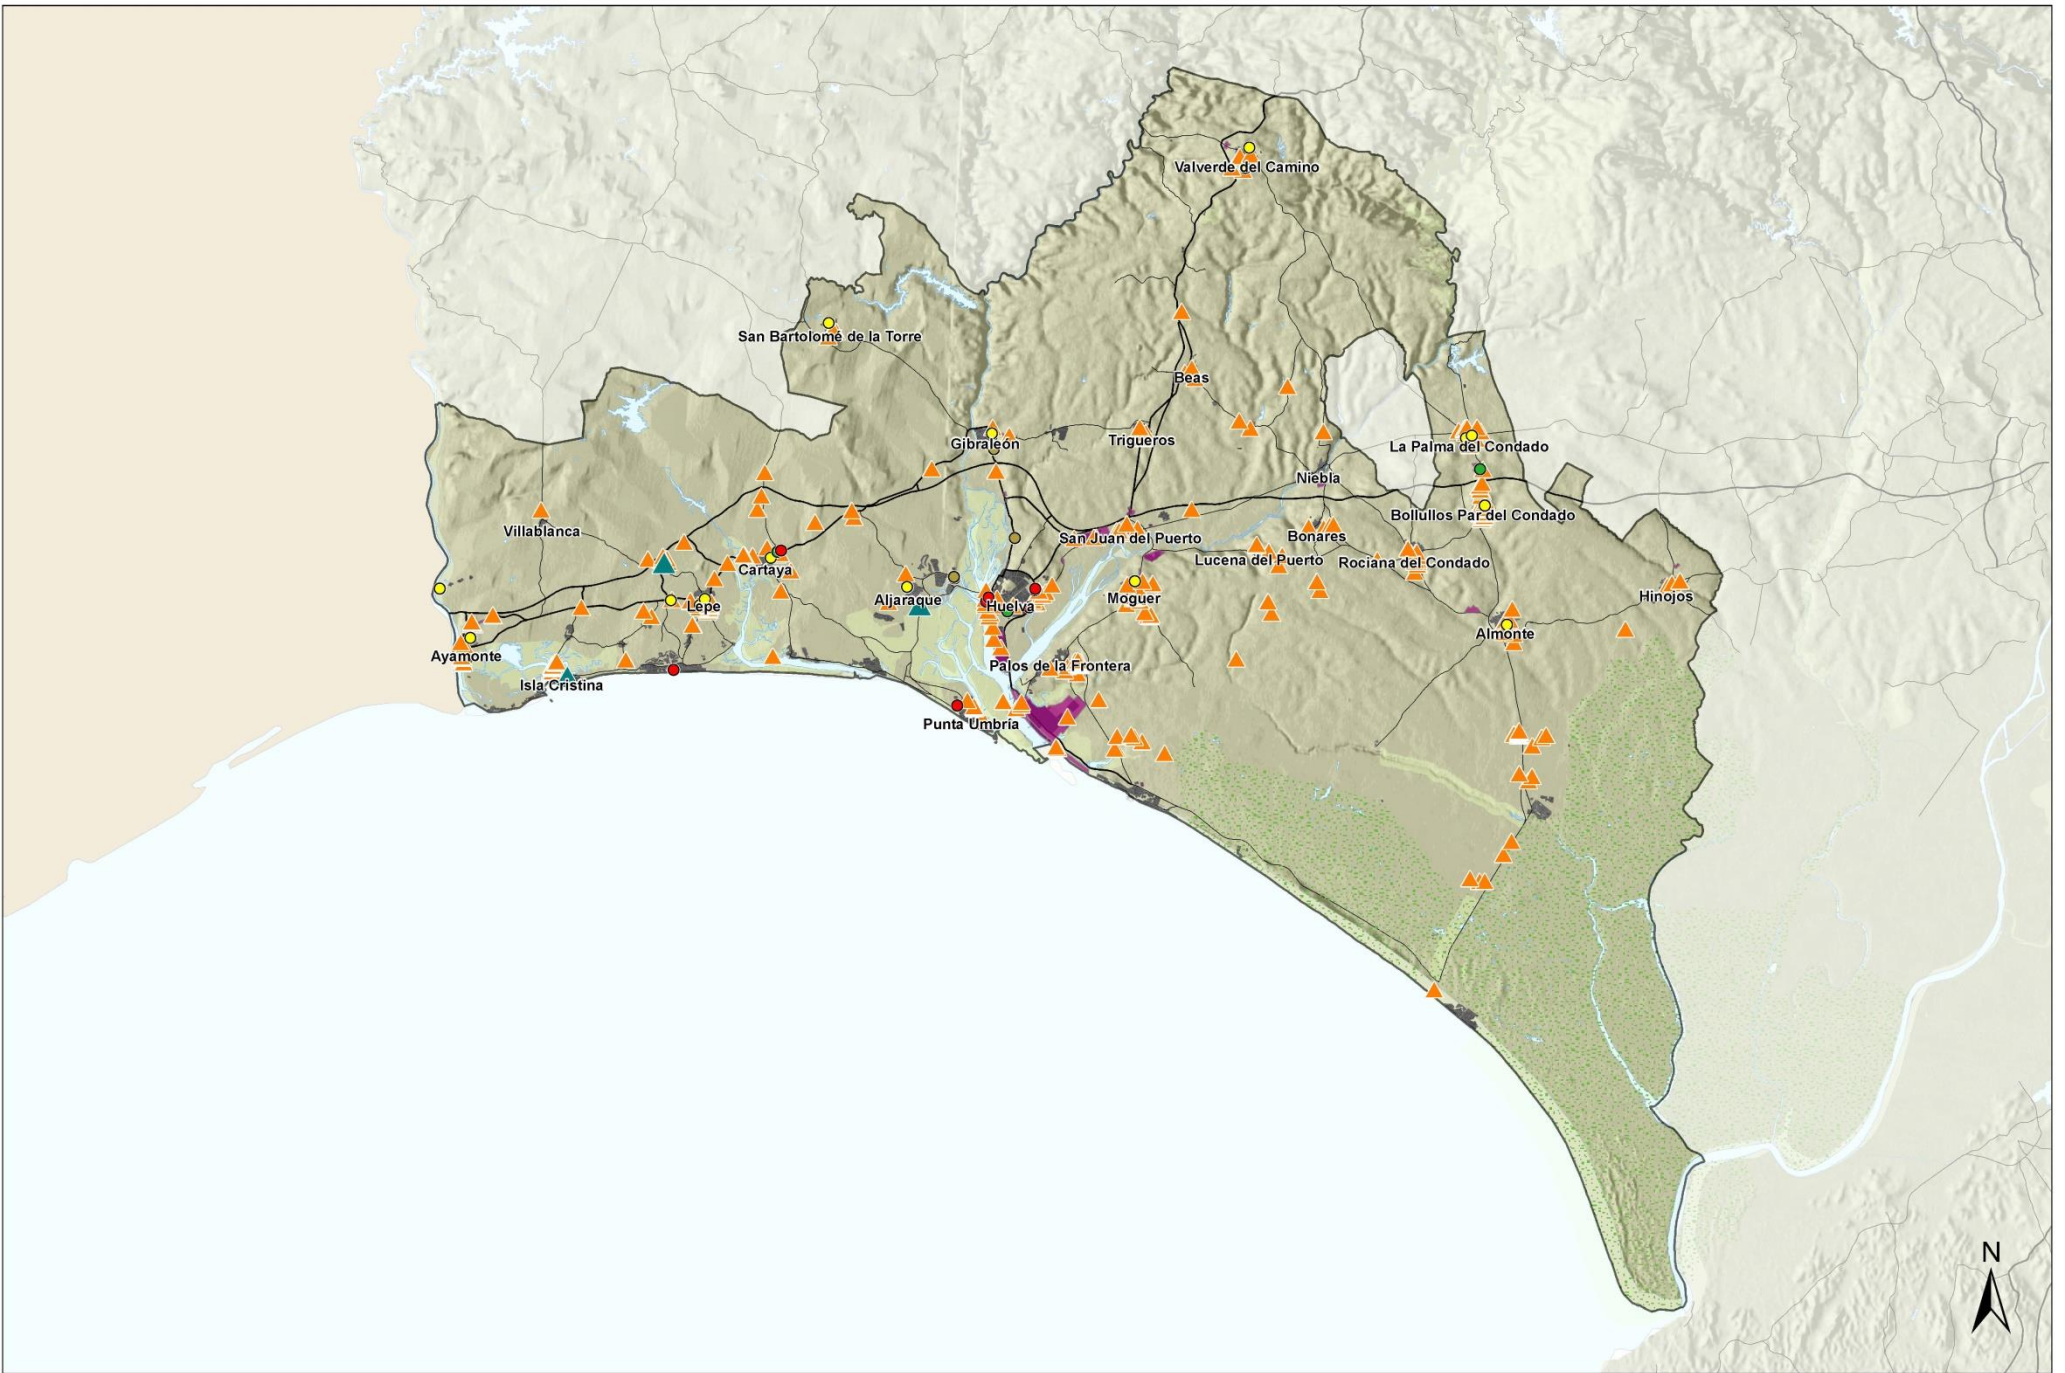 Valverde del Camino
San Bartolomé de la Torre
Beas
Gibraleón
Trigueros
La Palma del Condado
Niebla
Villablanca
Bollullos Par del Condado
San Juan del Puerto
Bonares
Lucena del Puerto
Rociana del Condado
Cartaya
Hinojos
Aljaraque
Moguer
Lepe
Huelva
Almonte
Ayamonte
Palos de la Frontera
Isla Cristina
Punta Umbría
N